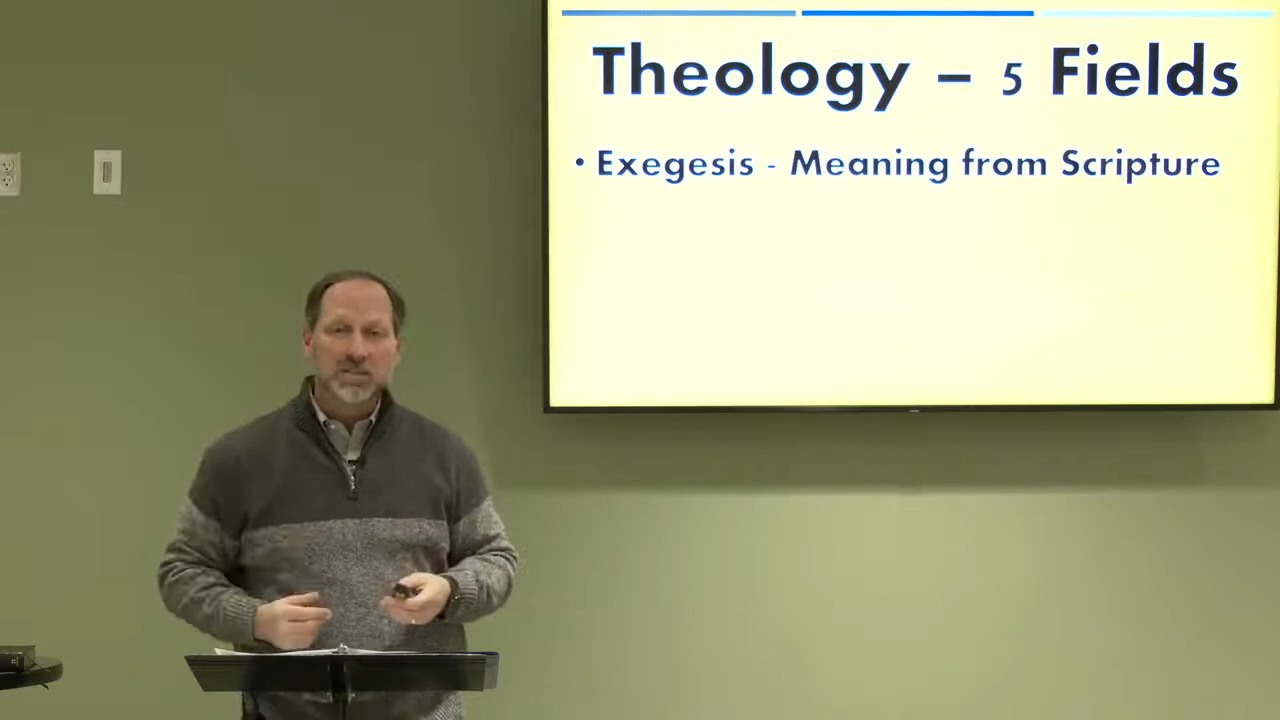 Theology – 5 Fields
• Exegesis - Meaning from Scripture